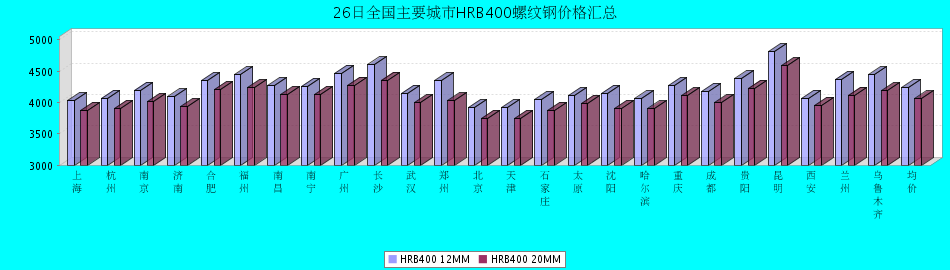 26日全国主要城市HRB400螺纹钢价格汇总
5000
4500
4000
3500
3000
上海
杭州
南京
济南
合肥
福州
南昌
南宁
广州
长沙
武汉
郑州
北京
天津
石家庄
太原
沈阳
哈尔滨
重庆
成都
贵阳
昆明
西安
兰州
乌鲁木齐
均价
HRB400 12MM HRB400 20MM